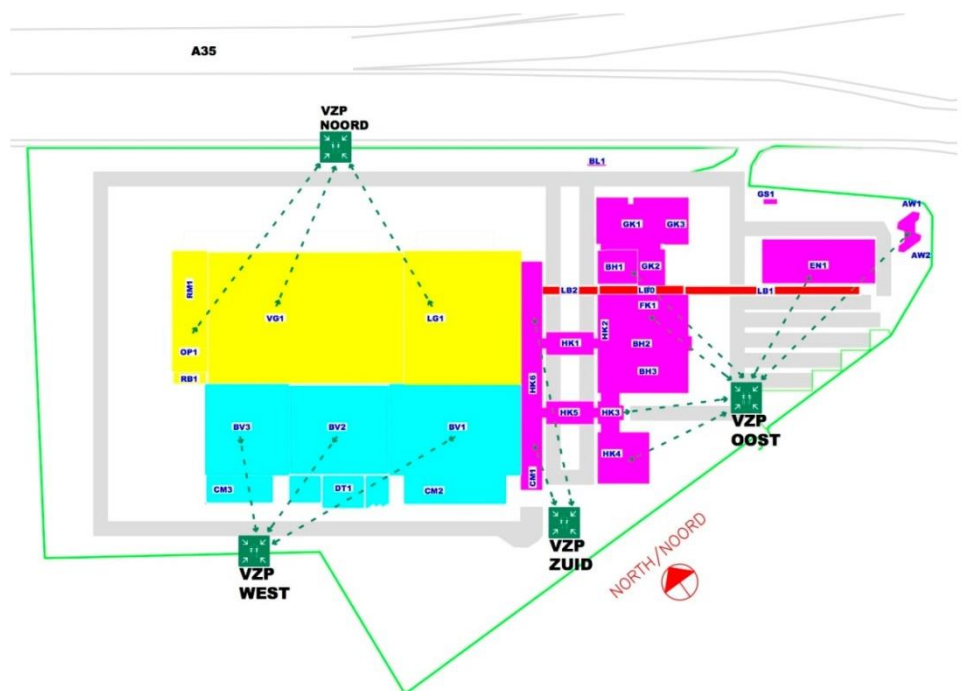 A35
VZP
NOORD
BL1
GS1
AW1
GK1
GK3
AW2
BH1
GK2
EN1
RM1
LB2
LB0
LB1
FK1
VG1
LG1
HK2
HK1
BH2
OP1
BH3
RB1
HK6
HK5
HK3
VZP
OOST
BV3
BV2
BV1
HK4
CM1
CM3
DT1
CM2
VZP
ZUID
VZP
WEST
NORTH/NOORD